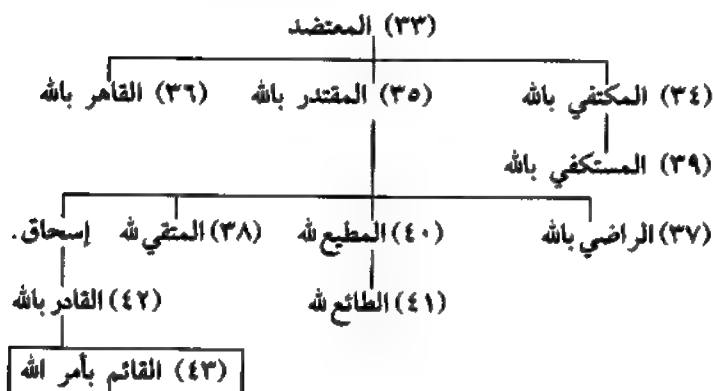 (٣٣) المعتضد
(٣٤) المكتفي بالله (٣٥) المقتدر بالله (٣٦) القاهر بالله
(٣٩) المستكفي بالله
(٣٧) الراضي بالله (٤٠) المطيع لله (٣٨) المتقي لله إسحاق.
(٤١) الطائع لله (٤٢) القادر بالله
(٤٣) القائم بأمر الله